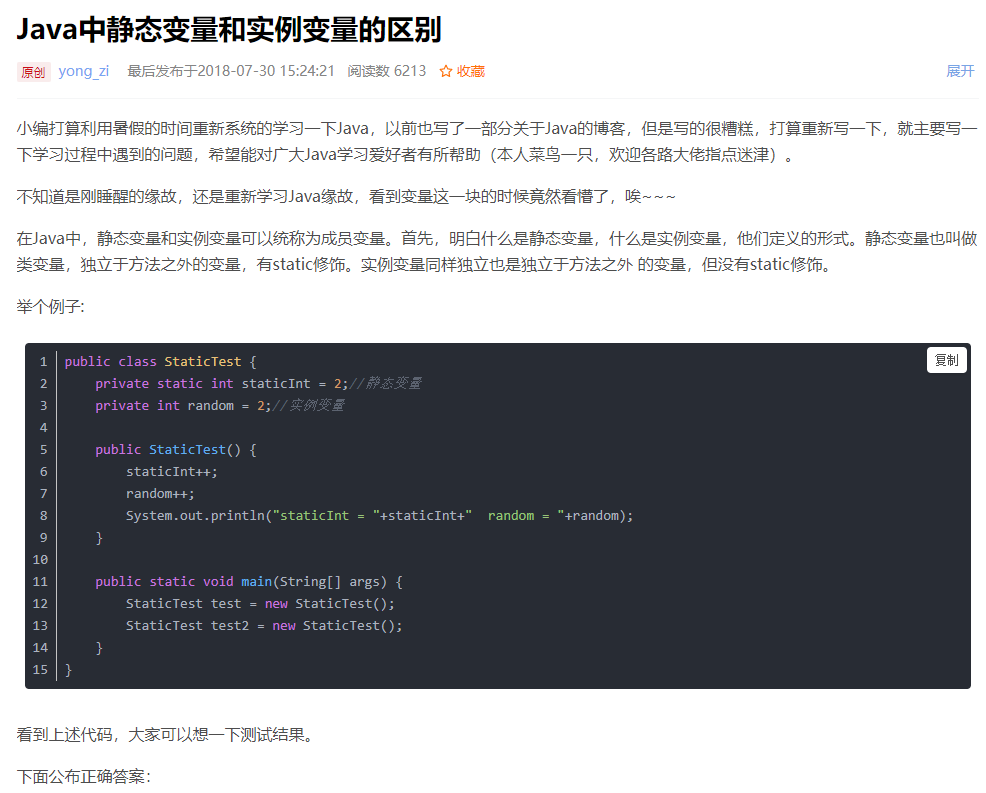 Java中静态变量和实例变量的区别
原创 yong_zi 最后发布于2018-07-30 15:24:21 阅读数 6213 ☆ 收藏 展开
小编打算利用暑假的时间重新系统的学习一下Java，以前也写了一部分关于Java的博客，但是写的很糟糕，打算重新写一下，就主要写一
下学习过程中遇到的问题，希望能对广大Java学习爱好者有所帮助（本人菜鸟一只，欢迎各路大佬指点迷津）。
不知道是刚睡醒的缘故，还是重新学习Java缘故，看到变量这一块的时候竟然看懵了，唉~~~
在Java中，静态变量和实例变量可以统称为成员变量。首先，明白什么是静态变量，什么是实例变量，他们定义的形式。静态变量也叫做
类变量，独立于方法之外的变量，有static修饰。实例变量同样独立也是独立于方法之外 的变量，但没有static修饰。
举个例子:
复制
1 public class StaticTest {
2     private static int staticInt = 2;//静态变量
3     private int random = 2;//实例变量
4
5     public StaticTest() {
6         staticInt++;
7         random++;
8         System.out.println("staticInt = "+staticInt+"  random = "+random);
9     }
10
11     public static void main(String[] args) {
12         StaticTest test = new StaticTest();
13         StaticTest test2 = new StaticTest();
14     }
15 }
看到上述代码，大家可以想一下测试结果。
下面公布正确答案：